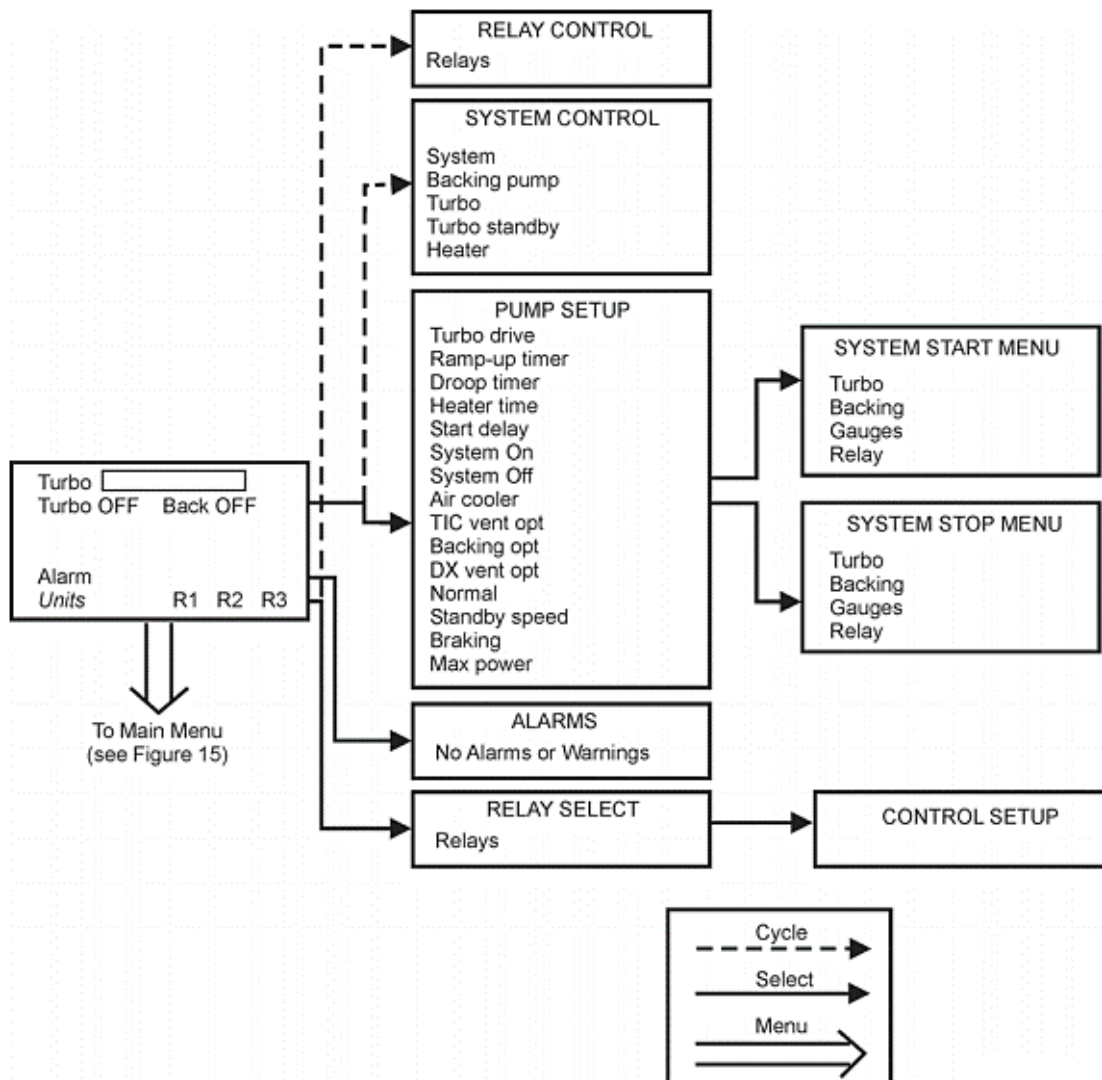 RELAY CONTROL
Relays
SYSTEM CONTROL
System
Backing pump
Turbo
Turbo standby
Heater
PUMP SETUP
Turbo drive
Ramp-up timer
Droop timer
Heater time
Start delay
System On
System Off
Air cooler
TIC vent opt
Backing opt
DX vent opt
Normal
Standby speed
Braking
Max power
SYSTEM START MENU
Turbo
Backing
Gauges
Relay
SYSTEM STOP MENU
Turbo
Backing
Gauges
Relay
Turbo
Turbo OFF Back OFF
Alarm
Units R1 R2 R3
To Main Menu
(see Figure 15)
ALARMS
No Alarms or Warnings
RELAY SELECT
Relays
CONTROL SETUP
Cycle
Select
Menu